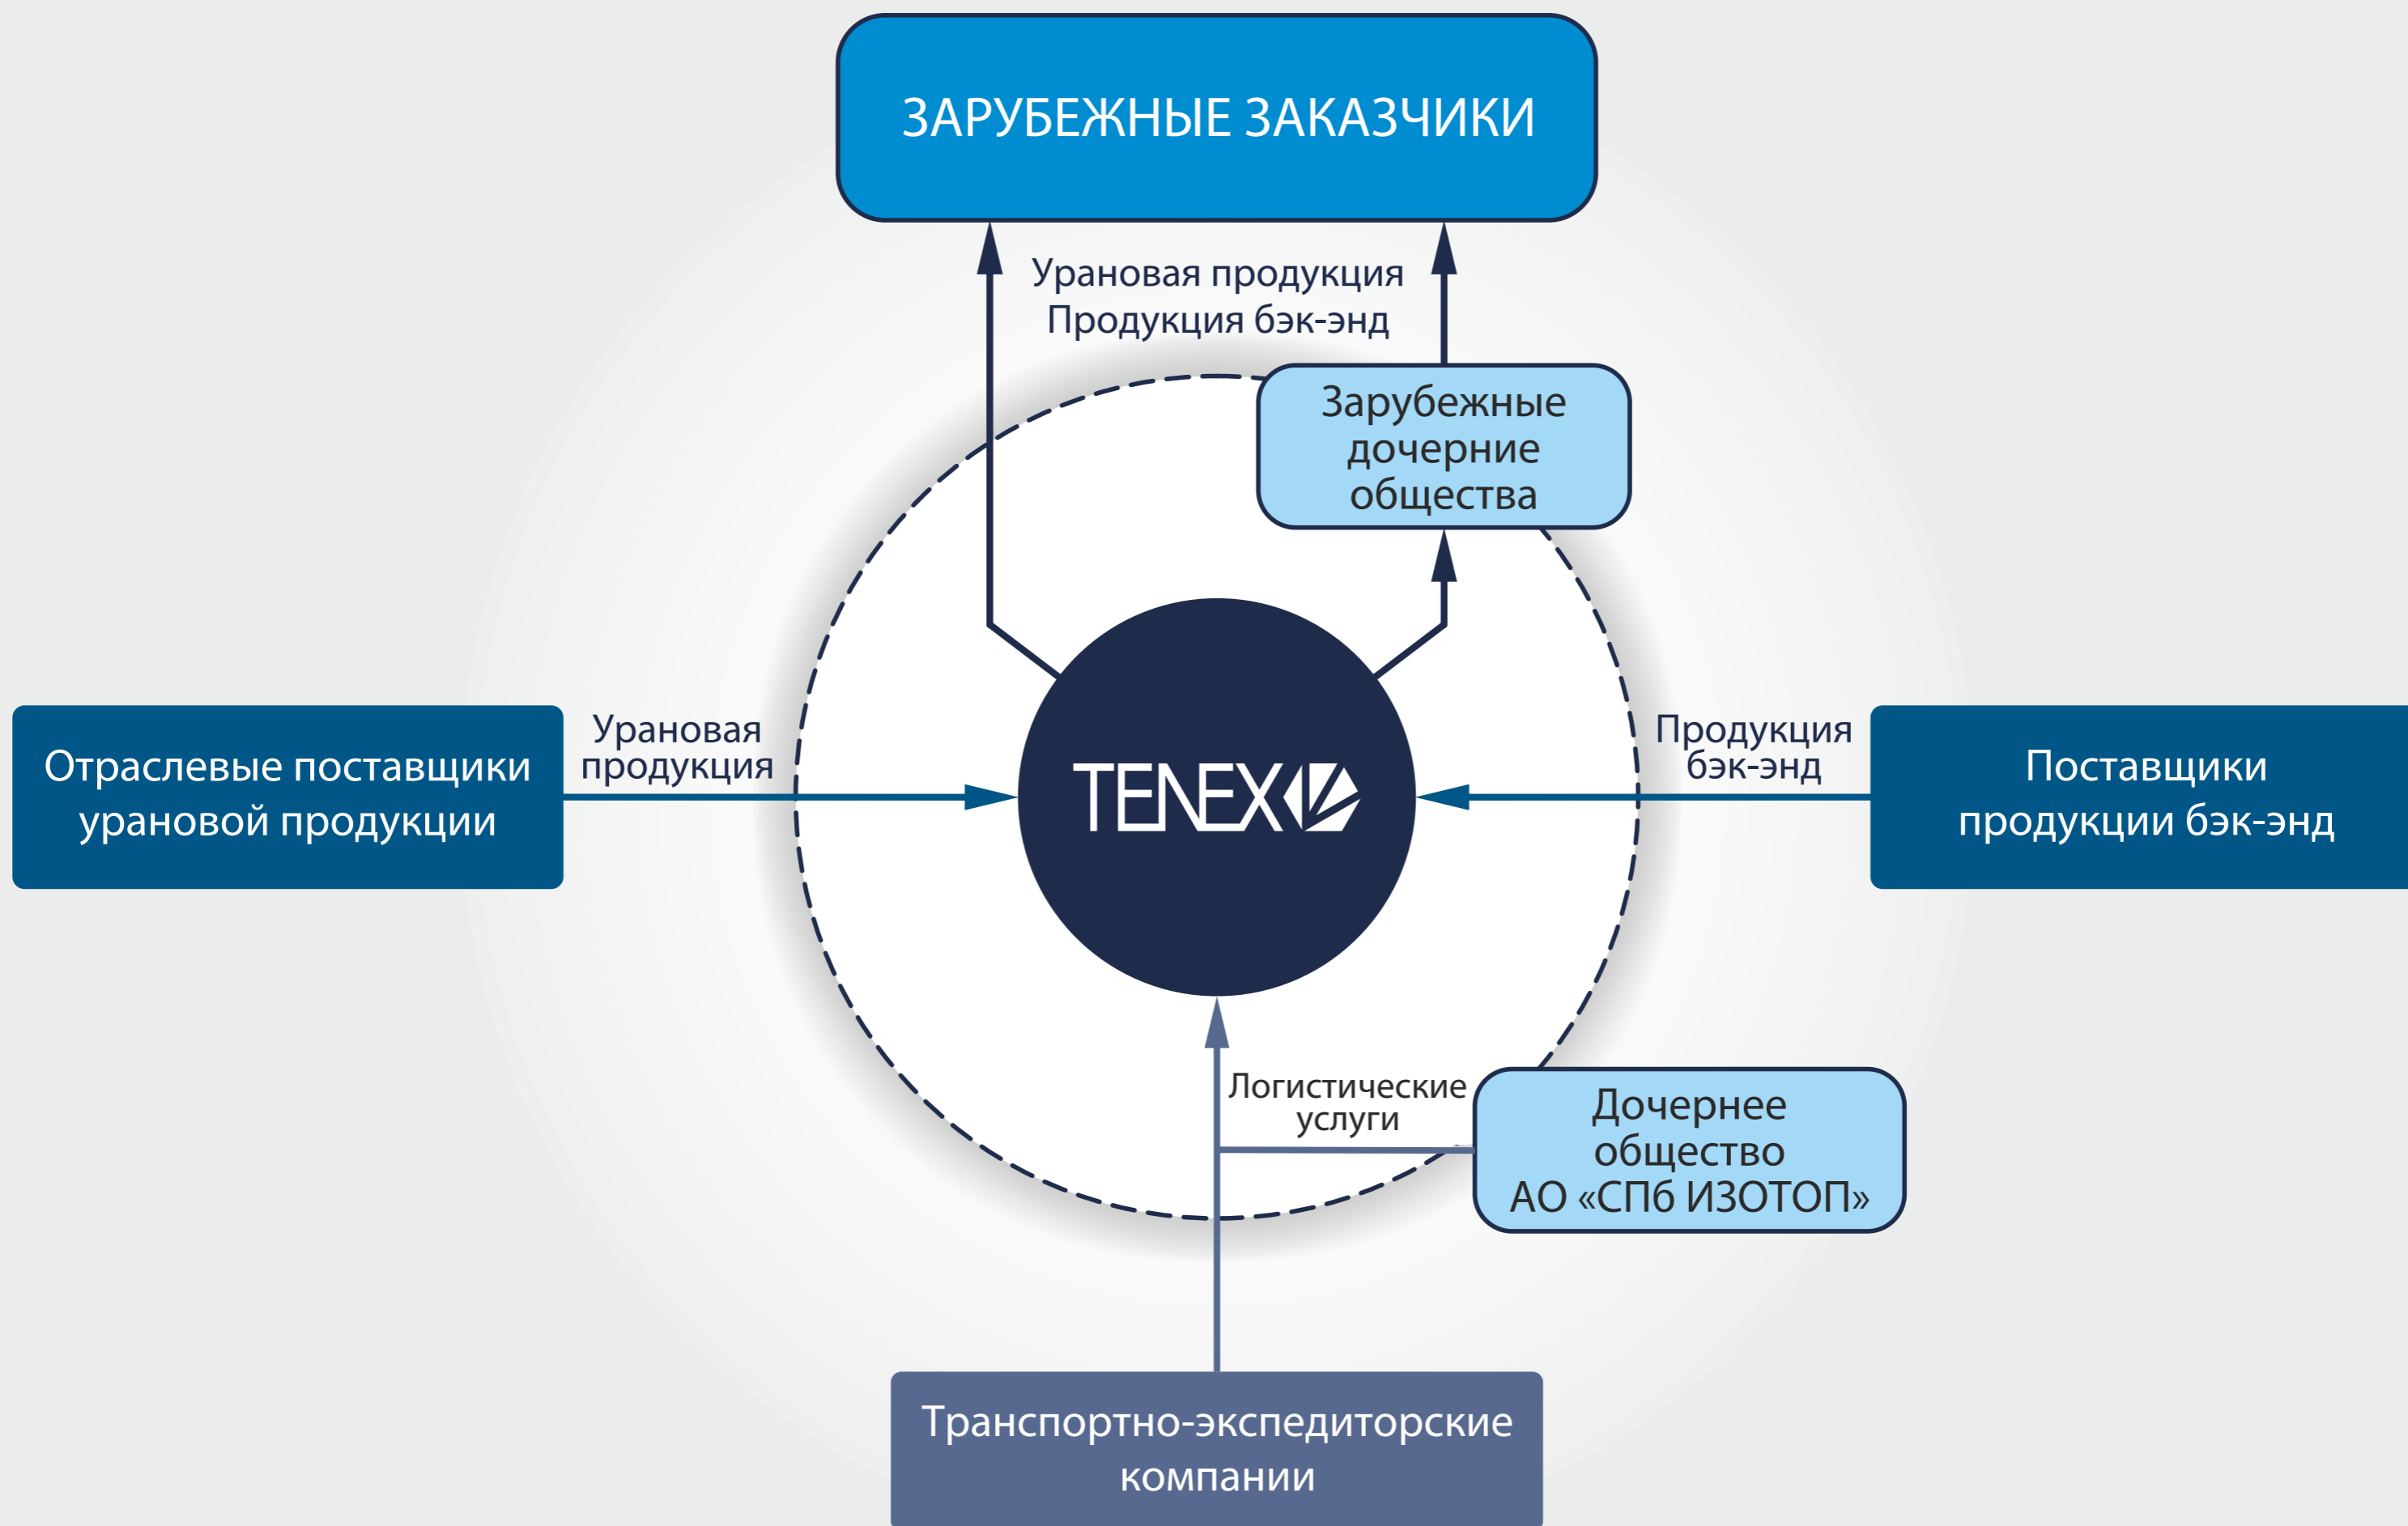 ЗАРУБЕЖНЫЕ ЗАКАЗЧИКИ
Урановая продукция
Продукция бэк-энд
Зарубежные
дочерние
общества
Отраслевые поставщики
урановой продукции
Урановая
продукция
TENEX
Продукция
бэк-энд
Поставщики
продукции бэк-энд
Логистические
услуги
Дочернее
общество
АО «СПб ИЗОТОП»
Транспортно-экспедиторские
компании